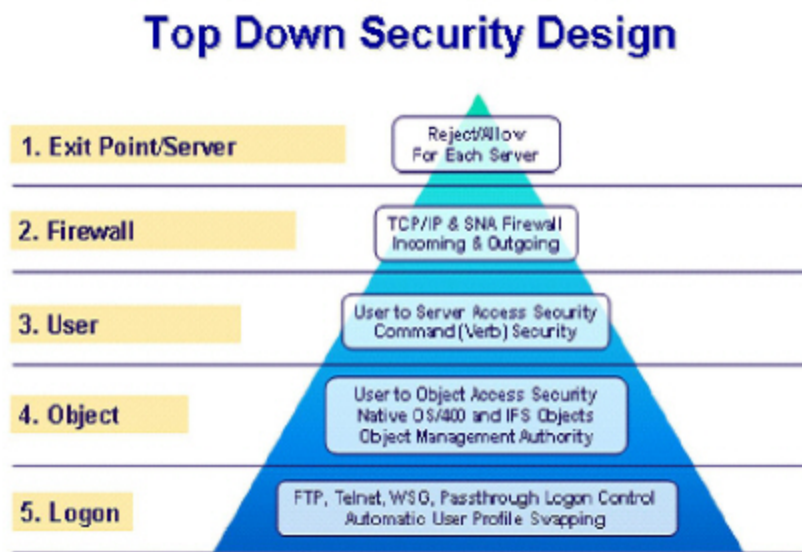 Top Down Security Design
1. Exit Point/Server
Reject/Allow
For Each Server
2. Firewall
TCP/IP & SNA Firewall
Incoming & Outgoing
3. User
User to Server Access Security
Command (Verb) Security
4. Object
User to Object Access Security
Native OS/400 and IFS Objects
Object Management Authority
5. Logon
FTP, Telnet, WSG, Passthrough Logon Control
Automatic User Profile Swapping